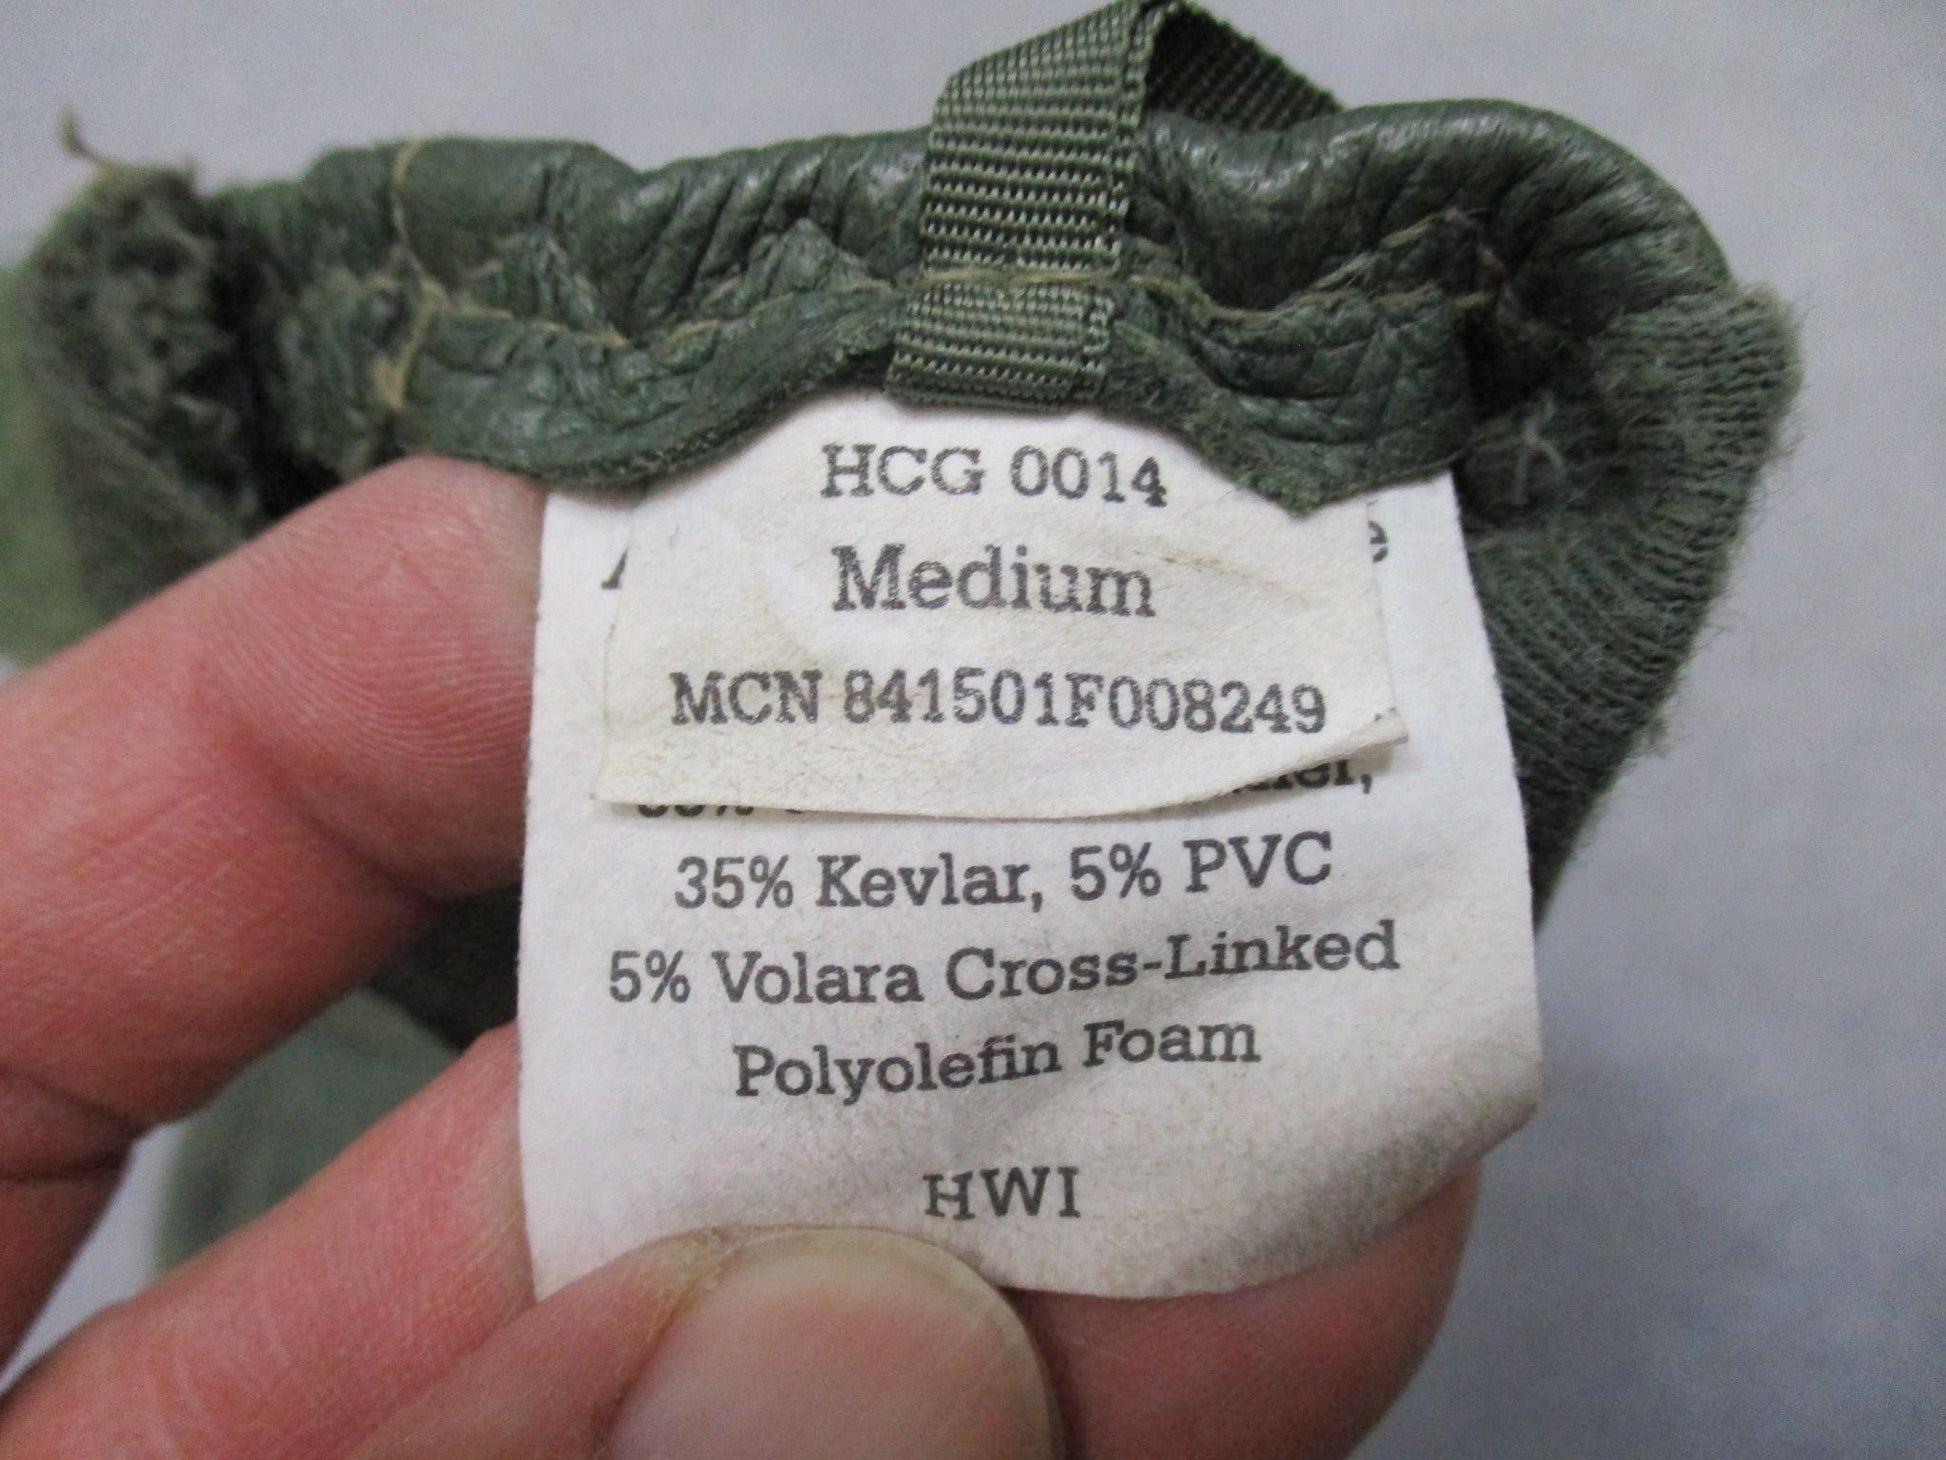 HCG 0014
Medium
MCN 841501F008249
35% Kevlar, 5% PVC
5% Volara Cross-Linked
Polyolefin Foam
HWI